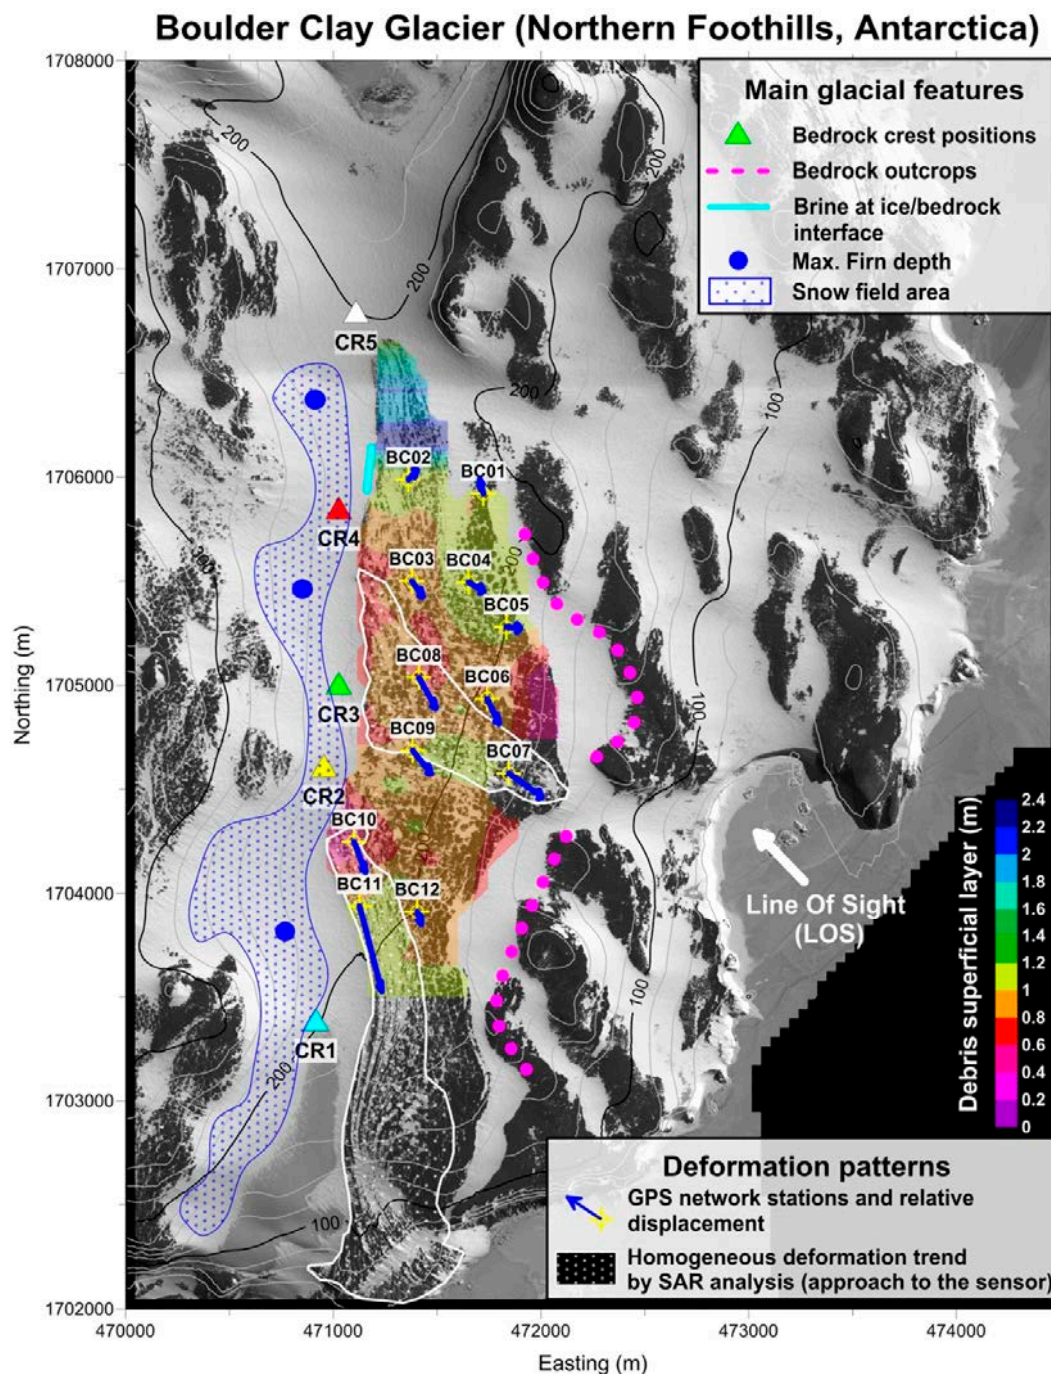 Boulder Clay Glacier (Northern Foothills, Antarctica)
1708000
1707000
1706000
1705000
1704000
1703000
1702000
Northing (m)
470000
471000
472000
473000
474000
Easting (m)
Main glacial features
Bedrock crest positions
Bedrock outcrops
Brine at ice/bedrock
interface
Max. Firn depth
Snow field area
200
200
200
200
100
CR5
BC02
BC01
CR4
BC03
BC04
200
BC05
BC08
BC06
CR3
100
BC09
BC07
CR2
BC10
BC11
BC12
Line Of Sight
(LOS)
100
CR1
200
100
Debris superficial layer (m)
2.4
2.2
2
1.8
1.6
1.4
1.2
1
0.8
0.6
0.4
0.2
0
Deformation patterns
GPS network stations and relative
displacement
Homogeneous deformation trend
by SAR analysis (approach to the sensor)